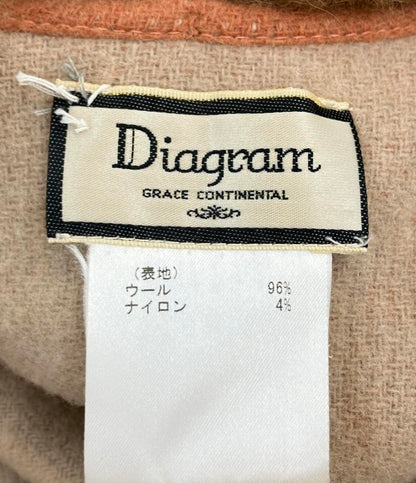 Diagram
GRACE CONTINENTAL
(表地)
ウール 96%
ナイロン 4%